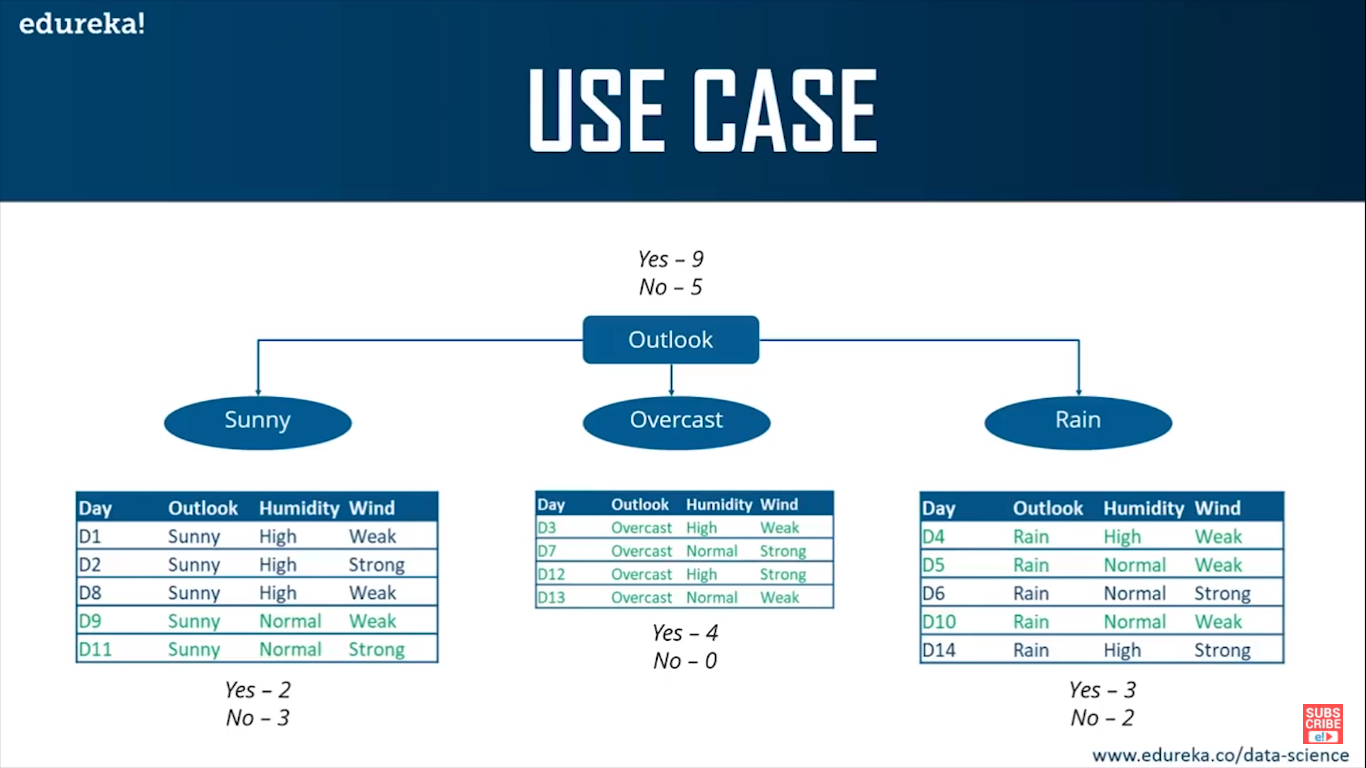 edureka!
USE CASE
Yes – 9
No – 5
Outlook
Sunny
Overcast
Rain
Day Outlook Humidity Wind
D1 Sunny High Weak
D2 Sunny High Strong
D8 Sunny High Weak
D9 Sunny Normal Weak
D11 Sunny Normal Strong
Yes – 2
No – 3
Day Outlook Humidity Wind
D3 Overcast High Weak
D7 Overcast Normal Strong
D12 Overcast High Strong
D13 Overcast Normal Weak
Yes – 4
No – 0
Day Outlook Humidity Wind
D4 Rain High Weak
D5 Rain Normal Weak
D6 Rain Normal Strong
D10 Rain Normal Weak
D14 Rain High Strong
Yes – 3
No – 2
SUBS
CRIBE
e!
www.edureka.co/data-science